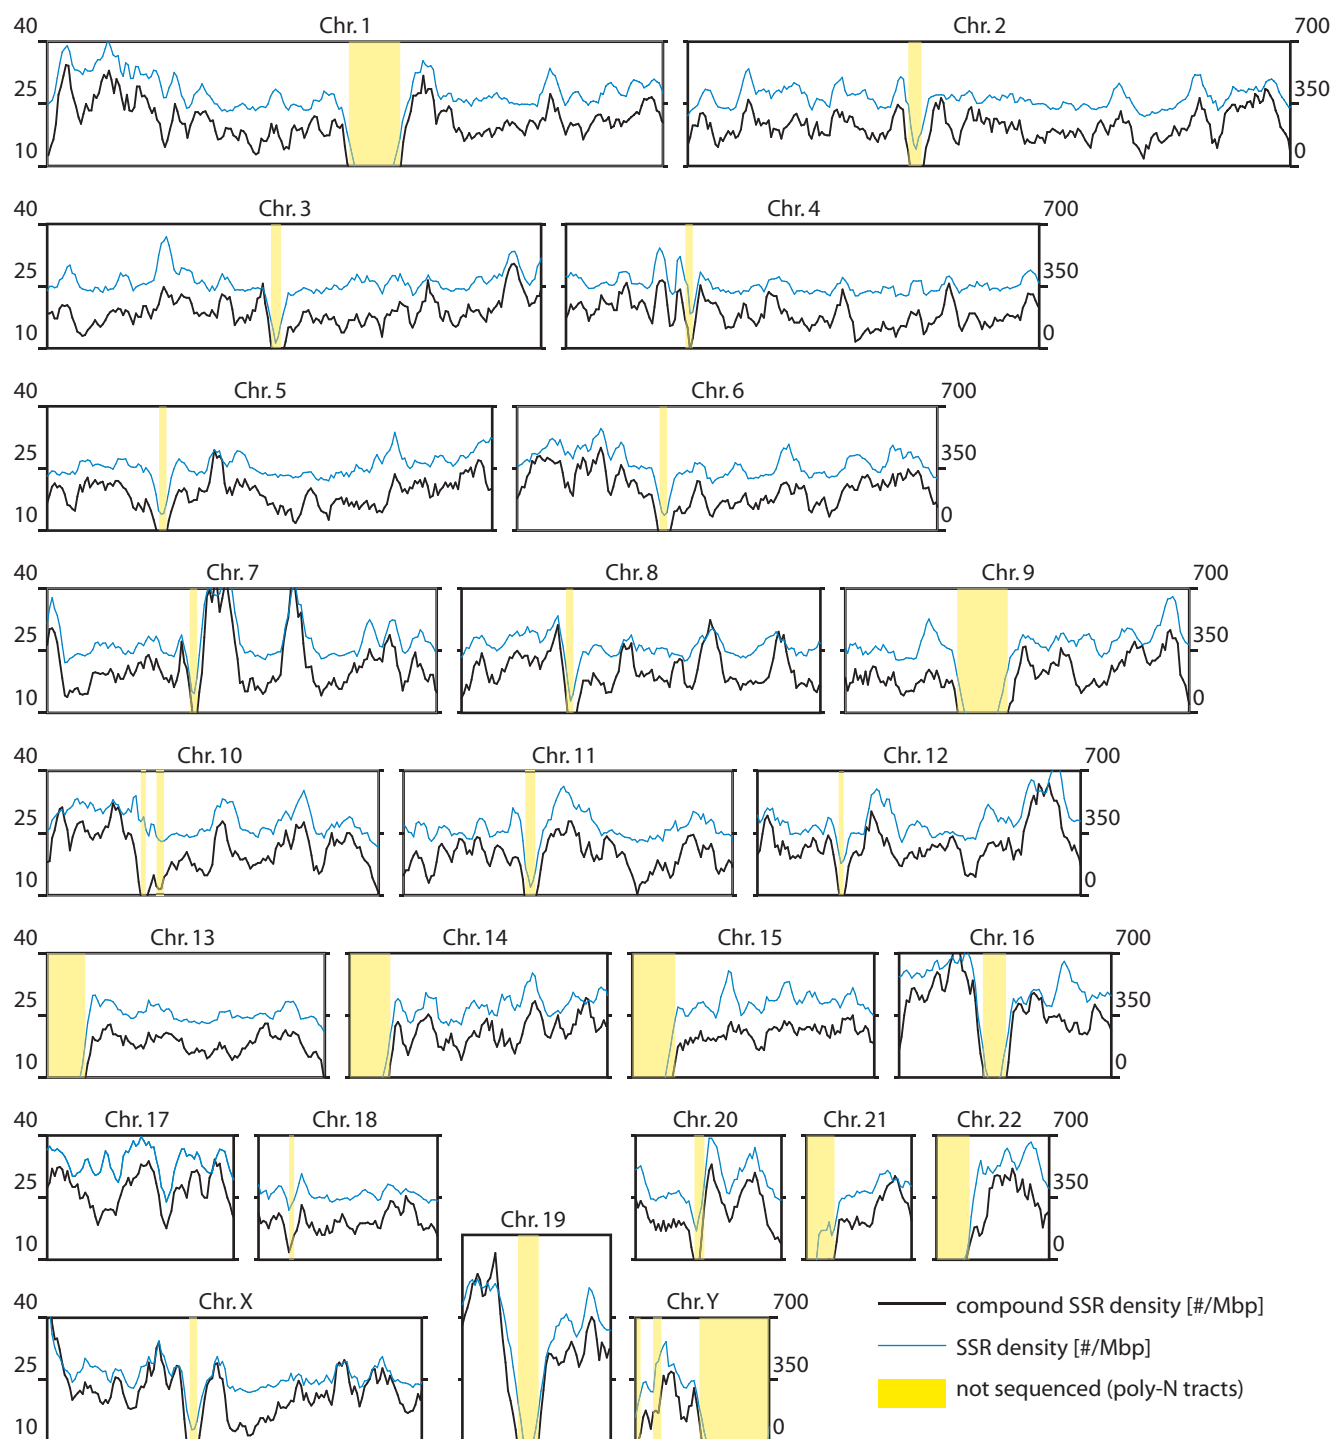 40 Chr. 1 Chr. 2 700
25 350
10 0
40 Chr. 3 Chr. 4 700
25 350
10 0
40 Chr. 5 Chr. 6 700
25 350
10 0
40 Chr. 7 Chr. 8 Chr. 9 700
25 350
10 0
40 Chr. 10 Chr. 11 Chr. 12 700
25 350
10 0
40 Chr. 13 Chr. 14 Chr. 15 Chr. 16 700
25 350
10 0
40 Chr. 17 Chr. 18 Chr. 20 Chr. 21 Chr. 22 700
25 350
10 0
Chr. 19
40 Chr. X Chr. Y 700
25 350
10 0
compound SSR density [#/Mbp]
SSR density [#/Mbp]
not sequenced (poly-N tracts)